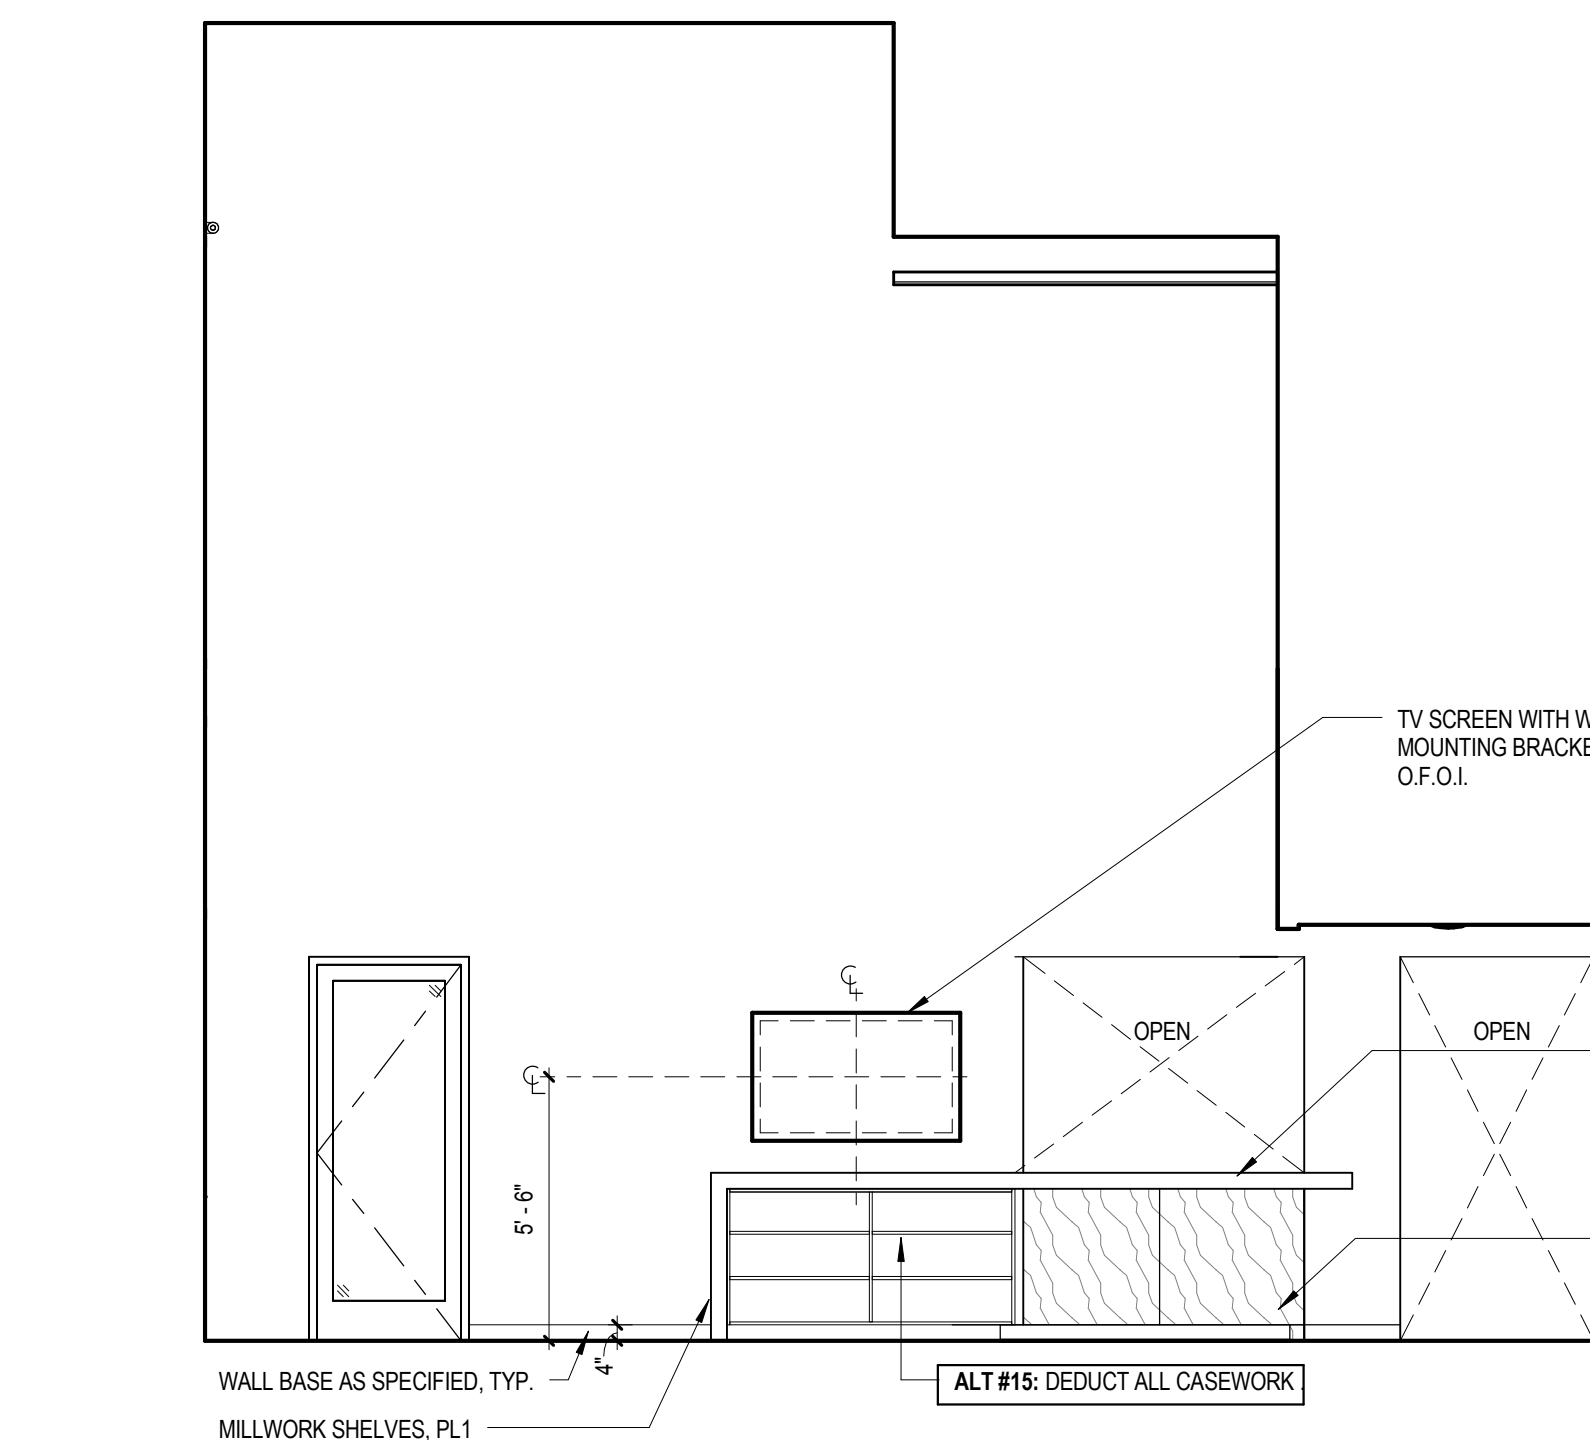 TV SCREEN WITH
MOUNTING
O.F.O.I.
OPEN
OPEN
5' - 6"
4"
WALL BASE AS SPECIFIED, TYP.
ALT #15: DEDUCT ALL CASEWORK
MILLWORK SHELVES, PL1